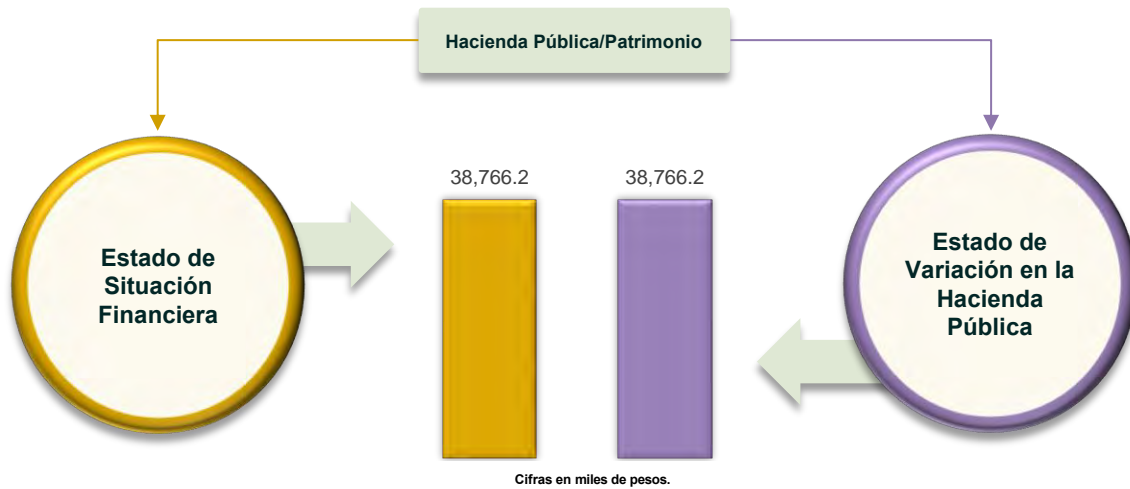 Hacienda Pública/Patrimonio
38,766.2
38,766.2
Estado de
Situación
Financiera
Estado de
Variación en la
Hacienda
Pública
Cifras en miles de pesos.